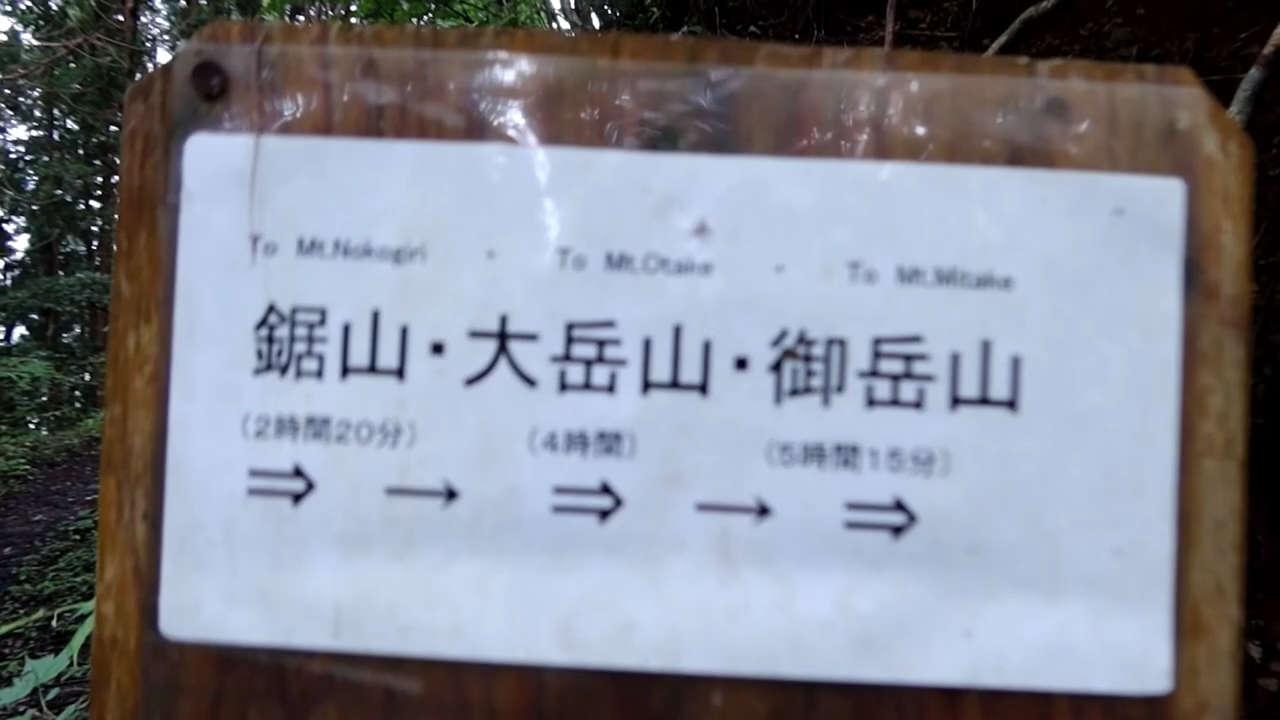 To Mt.Nokogiri ・ To Mt.Otake ・ To Mt.Mitake
鋸山・大岳山・御岳山
(2時間20分) (4時間) (5時間15分)
⇒ → ⇒ → ⇒